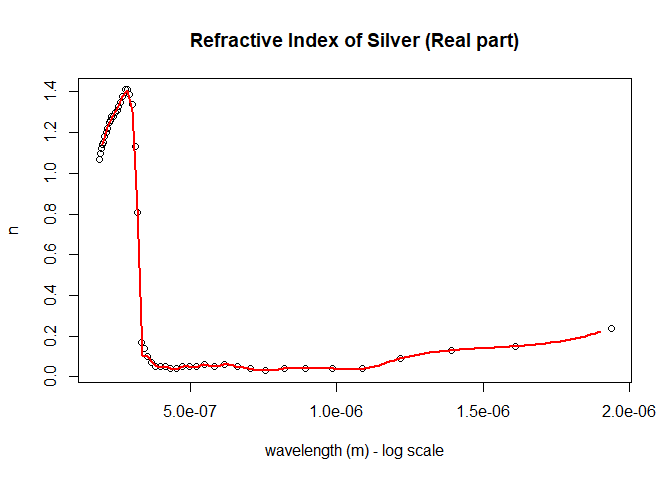 Refractive Index of Silver (Real part)
1.4
1.2
1.0
0.8
0.6
0.4
0.2
0.0
n
5.0e-07 1.0e-06 1.5e-06 2.0e-06
wavelength (m) - log scale